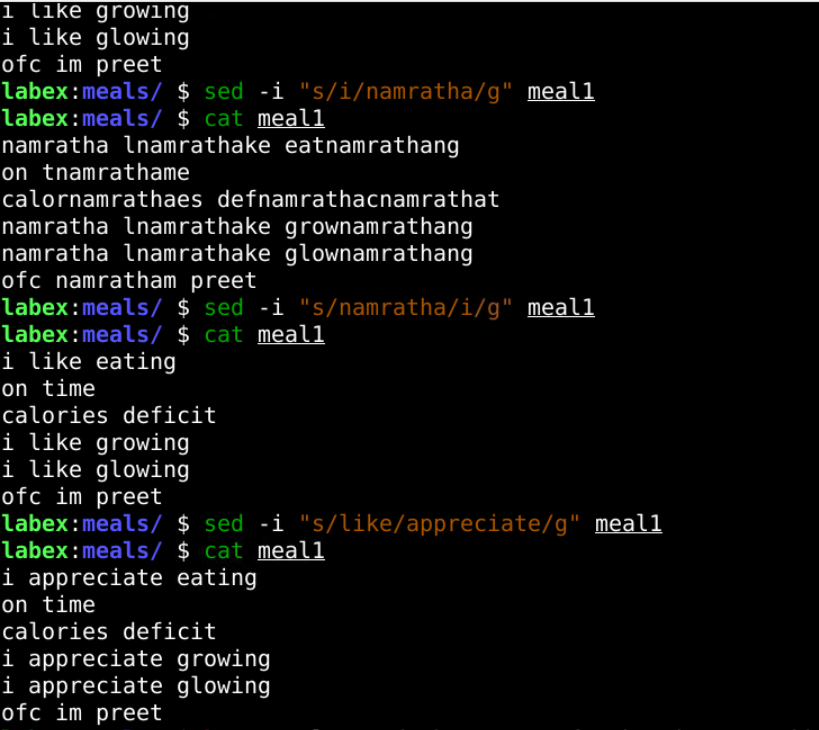 i like growing
i like glowing
ofc im preet
labex:meals/ $ sed -i "s/i/namratha/g" meal1
labex:meals/ $ cat meal1
namratha lnamrathake eatnamrathang
on tnamrathame
calornamrathaes defnamrathacnamrathat
namratha lnamrathake grownamrathang
namratha lnamrathake glownamrathang
ofc namratham preet
labex:meals/ $ sed -i "s/namratha/i/g" meal1
labex:meals/ $ cat meal1
i like eating
on time
calories deficit
i like growing
i like glowing
ofc im preet
labex:meals/ $ sed -i "s/like/appreciate/g" meal1
labex:meals/ $ cat meal1
i appreciate eating
on time
calories deficit
i appreciate growing
i appreciate glowing
ofc im preet